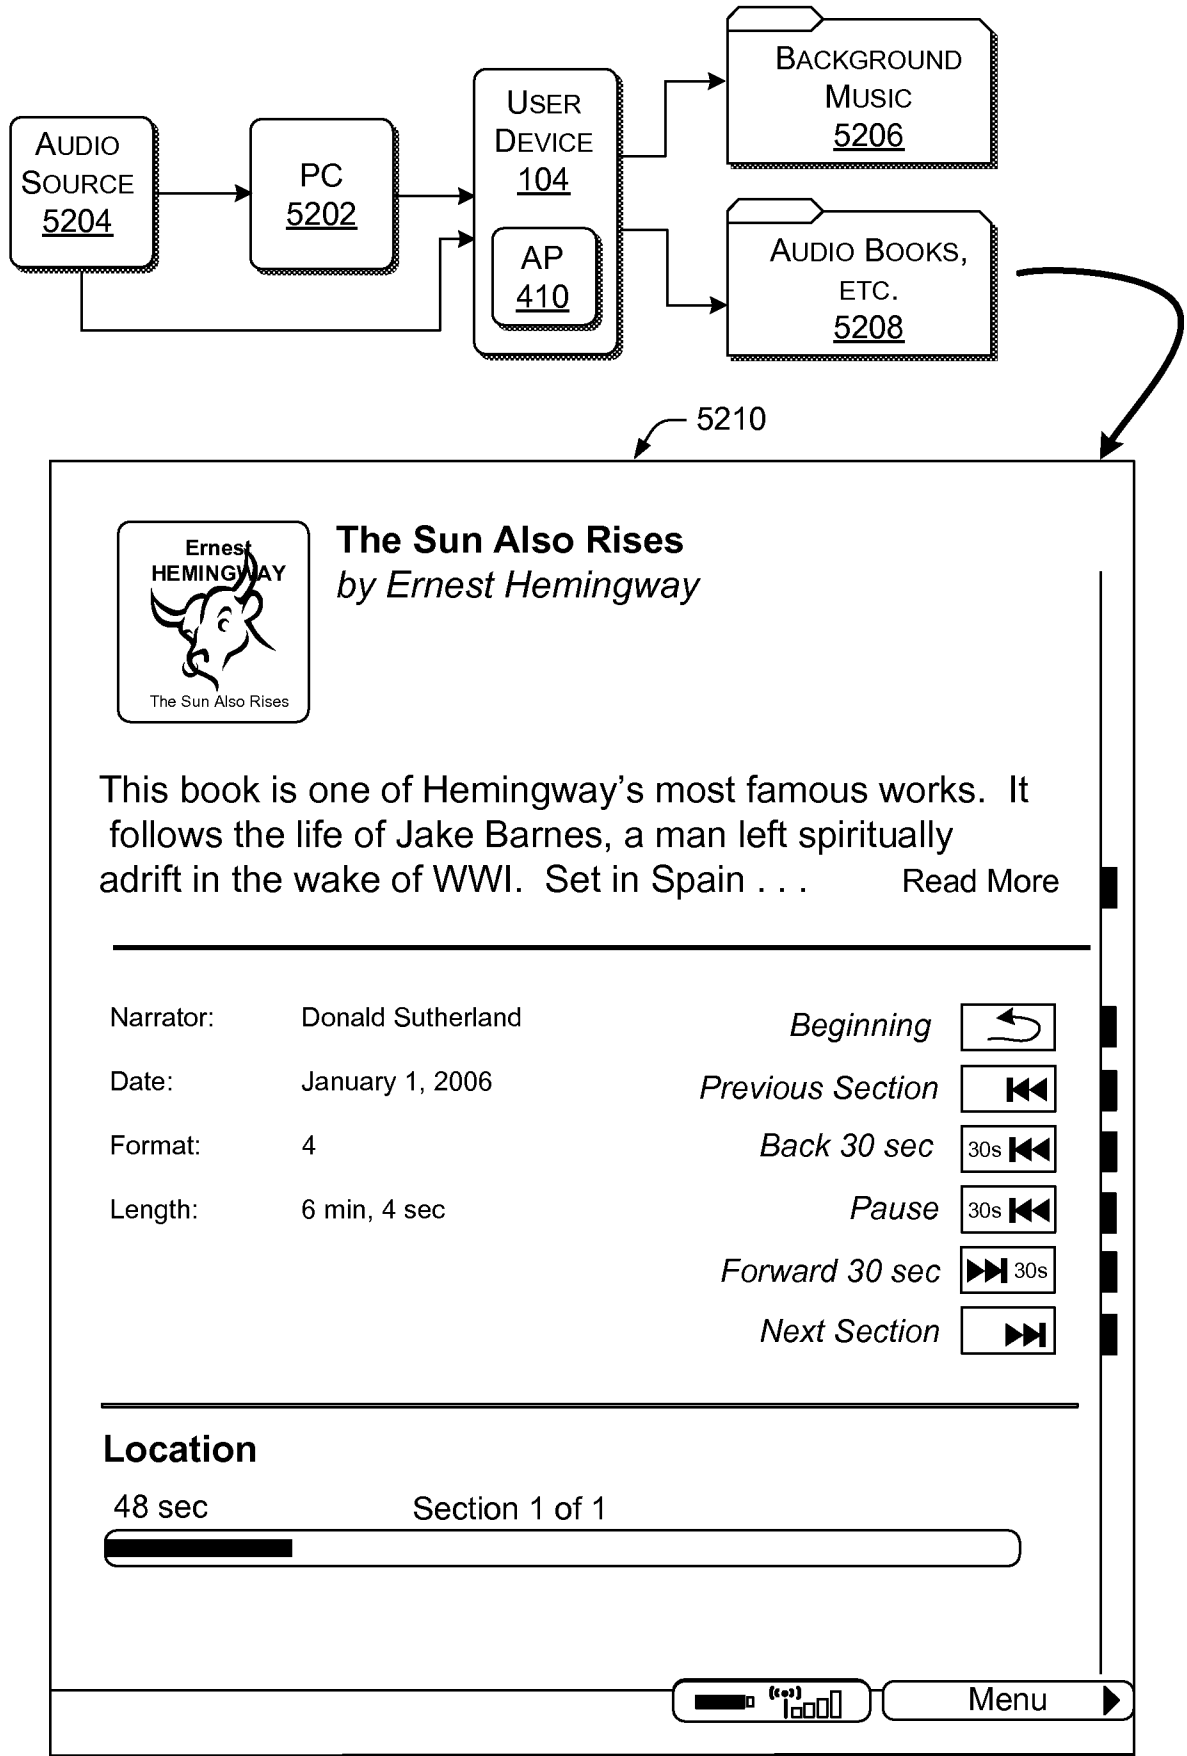 AUDIO
SOURCE
5204
PC
5202
USER
DEVICE
104
AP
410
BACKGROUND
MUSIC
5206
AUDIO BOOKS,
ETC.
5208
5210
Ernest
HEMINGWAY
The Sun Also Rises
The Sun Also Rises
by Ernest Hemingway
This book is one of Hemingway's most famous works. It
follows the life of Jake Barnes, a man left spiritually
adrift in the wake of WWI. Set in Spain . . . Read More
Narrator: Donald Sutherland
Date: January 1, 2006
Format: 4
Length: 6 min, 4 sec
Beginning
Previous Section
Back 30 sec 30s
Pause 30s
Forward 30 sec 30s
Next Section
Location
48 sec Section 1 of 1
Menu